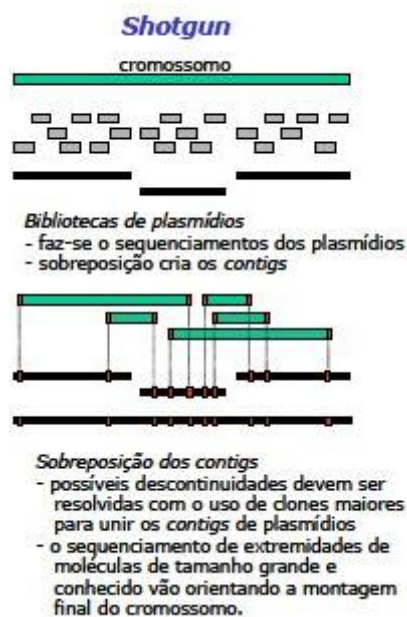 Shotgun
cromossomo
Bibliotecas de plasmídios
- faz-se o sequenciamentos dos plasmídios
- sobreposição cria os contigs
Sobreposição dos contigs
- possíveis descontinuidades devem ser
resolvidas com o uso de clones maiores
para unir os contigs de plasmídios
- o sequenciamento de extremidades de
moléculas de tamanho grande e
conhecido vão orientando a montagem
final do cromossomo.